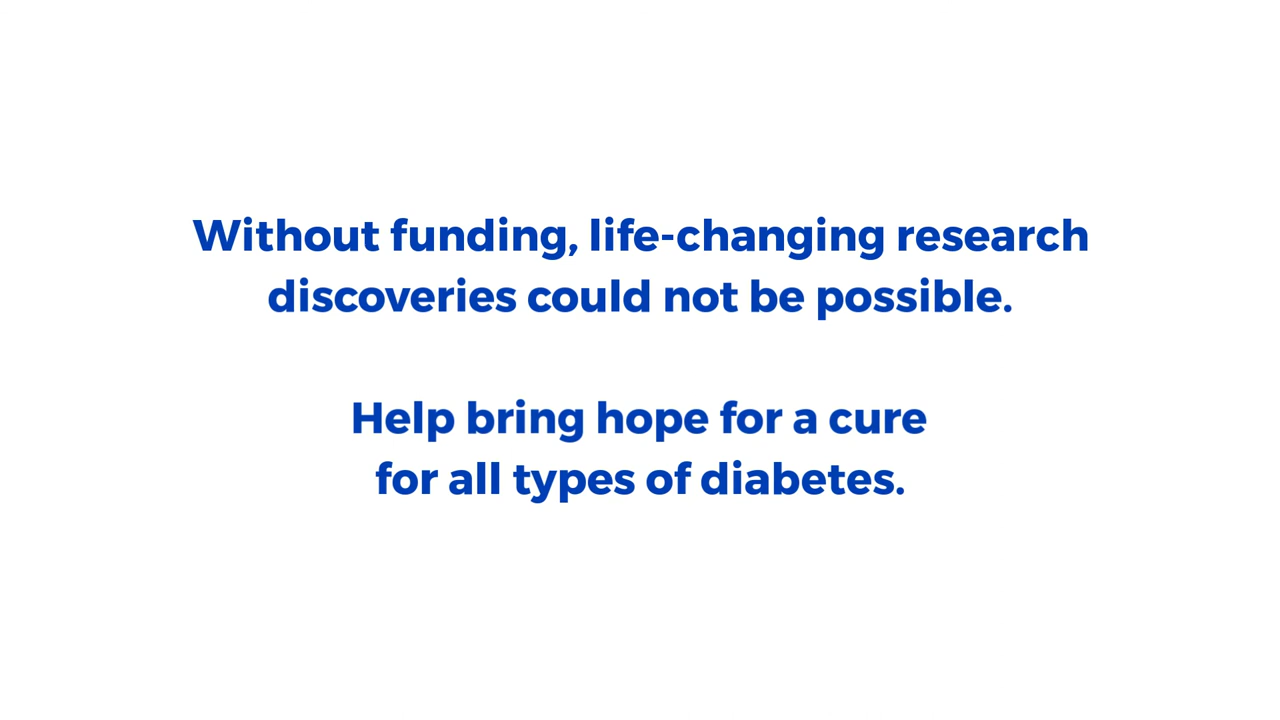 Without funding, life-changing research
discoveries could not be possible.
Help bring hope for a cure
for all types of diabetes.